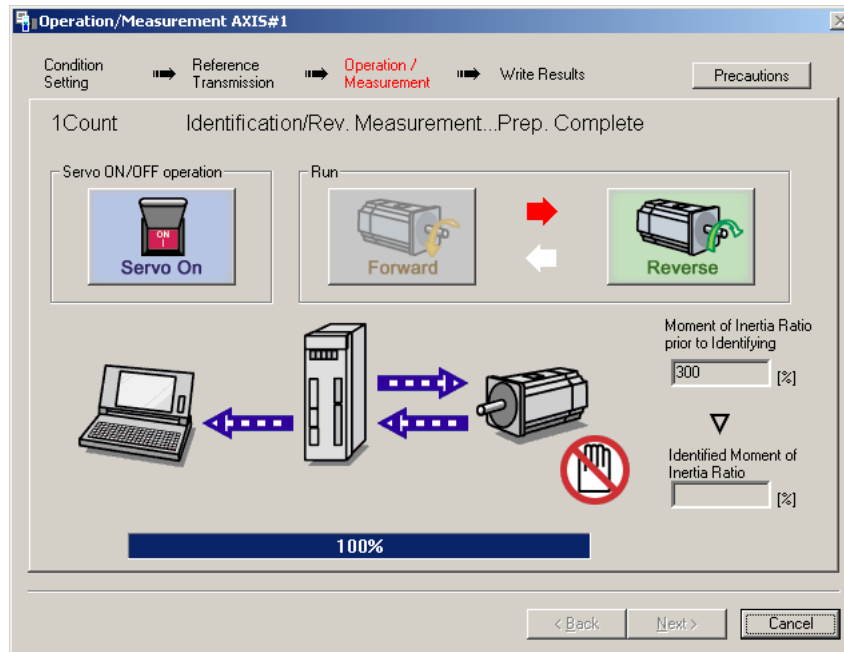 Operation/Measurement AXIS#1
Condition
Setting
Reference
Transmission
Operation /
Measurement
Write Results
Precautions
1Count Identification/Rev. Measurement...Prep. Complete
Servo ON/OFF operation
Run
ON
I
Servo On
Forward
Reverse
Moment of Inertia Ratio
prior to Identifying
300 [%]
Identified Moment of
Inertia Ratio
[%]
100%
< Back
Next >
Cancel